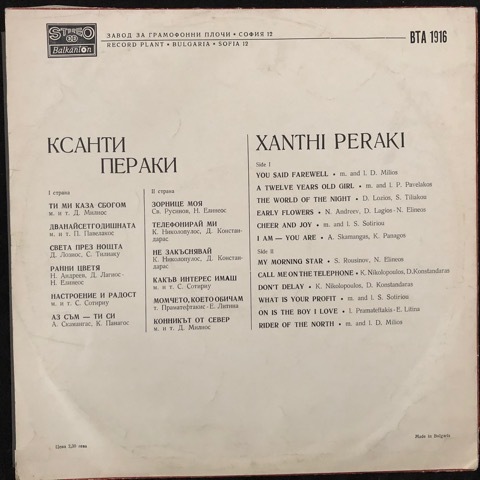 STEREO
Balkanton
ЗАВОД ЗА ГРАМОФОННИ ПЛОЧИ • СОФИЯ 12
RECORD PLANT • BULGARIA • SOFIA 12
ВТА 1916
КСАНТИ
ПЕРАКИ
I страна
ТИ МИ КАЗА СБОГОМ
м. и т. Д. Милиос
ДВАНАЙСЕТГОДИШНАТА
м. и т. П. Павелакос
СВЕТА ПРЕЗ НОЩТА
Д. Лозиос, С. Тилиаку
РАННИ ЦВЕТЯ
Н. Андреев, Д. Лагиос-
Н. Елинеос
НАСТРОЕНИЕ И РАДОСТ
м. и т. С. Сотириу
АЗ СЪМ — ТИ СИ
А. Скамангас, К. Панагос
II страна
ЗОРНИЦЕ МОЯ
Св. Русинов, Н. Елинеос
ТЕЛЕФОНИРАЙ МИ
К. Николопулос, Д. Констан-
дарас
НЕ ЗАКЪСНЯВАЙ
К. Николопулос, Д. Констан-
дарас
КАКЪВ ИНТЕРЕС ИМАШ
м. и т. С. Сотириу
МОМЧЕТО, КОЕТО ОБИЧАМ
т. Праматефтакис - Е. Литина
КОННИКЪТ ОТ СЕВЕР
м. и т. Д. Милиос
XANTHI PERAKI
Side I
YOU SAID FAREWELL • m. and l. D. Milios
A TWELVE YEARS OLD GIRL • m. and l. P. Pavelakos
THE WORLD OF THE NIGHT • D. Lozios, S. Tiliakou
EARLY FLOWERS • N. Andreev, D. Lagios - N. Elineos
CHEER AND JOY • m. and l. S. Sotiriou
I AM — YOU ARE • A. Skamangas, K. Panagos
Side II
MY MORNING STAR • S. Rousinov, N. Elineos
CALL ME ON THE TELEPHONE • K. Nikolopoulos, D. Konstandaras
DON'T DELAY • K. Nikolopoulos, D. Konstandaras
WHAT IS YOUR PROFIT • m. and l. S. Sotiriou
ON IS THE BOY I LOVE • I. Pramateftakis - E. Litina
RIDER OF THE NORTH • m. and l. D. Milios
Made in Bulgaria